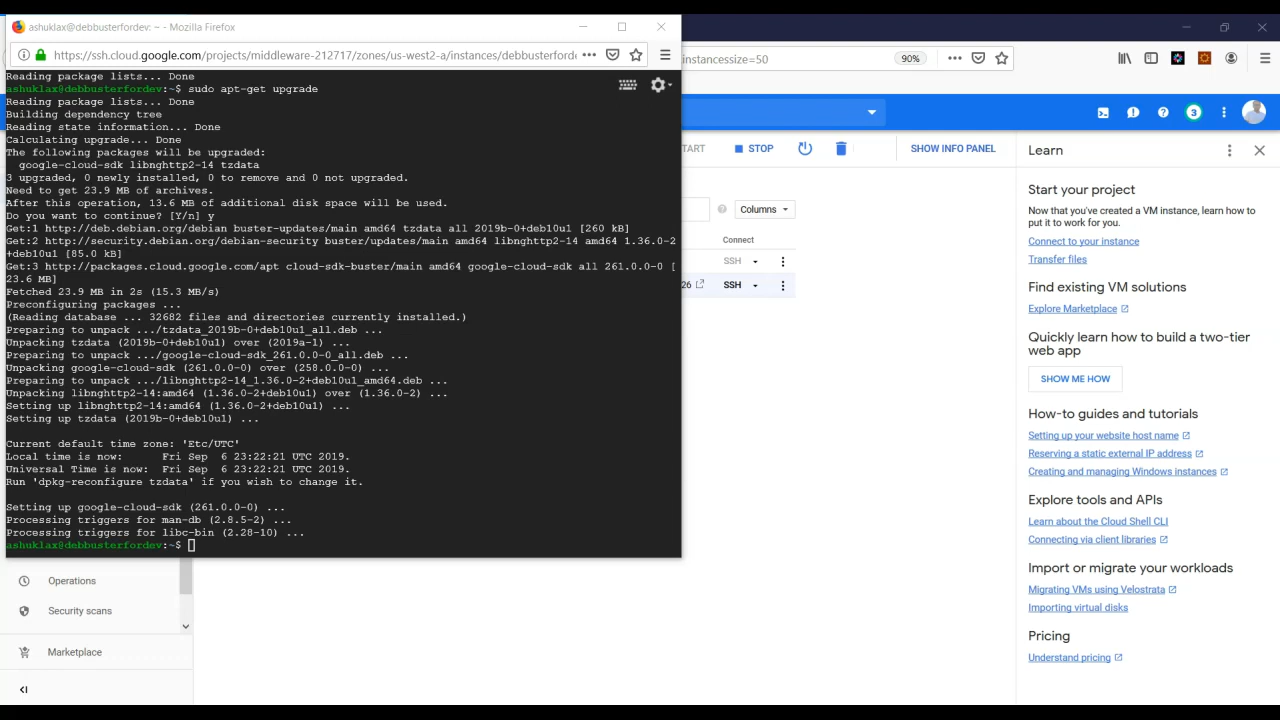 ashuklax@debbusterfordev: ~ - Mozilla Firefox
https://ssh.cloud.google.com/projects/middleware-212717/zones/us-west2-a/instances/debbusterforde
Reading package lists... Done
ashuklax@debbusterfordev:~$ sudo apt-get upgrade
Reading package lists... Done
Building dependency tree
Reading state information... Done
Calculating upgrade... Done
The following packages will be upgraded:
google-cloud-sdk libnghttp2-14 tzdata
3 upgraded, 0 newly installed, 0 to remove and 0 not upgraded.
Need to get 23.9 MB of archives.
After this operation, 13.6 MB of additional disk space will be used.
Do you want to continue? [Y/n] y
Get:1 http://deb.debian.org/debian buster-updates/main amd64 tzdata all 2019b-0+deb10u1 [260 kB]
Get:2 http://security.debian.org/debian-security buster/updates/main amd64 libnghttp2-14 amd64 1.36.0-2
+deb10u1 [85.0 kB]
Get:3 http://packages.cloud.google.com/apt cloud-sdk-buster/main amd64 google-cloud-sdk all 261.0.0-0 [
23.6 MB]
Fetched 23.9 MB in 2s (15.3 MB/s)
Preconfiguring packages ...
(Reading database ... 32682 files and directories currently installed.)
Preparing to unpack .../tzdata_2019b-0+deb10u1_all.deb ...
Unpacking tzdata (2019b-0+deb10u1) over (2019a-1) ...
Preparing to unpack .../google-cloud-sdk_261.0.0-0_all.deb ...
Unpacking google-cloud-sdk (261.0.0-0) over (258.0.0-0) ...
Preparing to unpack .../libnghttp2-14_1.36.0-2+deb10u1_amd64.deb ...
Unpacking libnghttp2-14:amd64 (1.36.0-2+deb10u1) over (1.36.0-2) ...
Setting up libnghttp2-14:amd64 (1.36.0-2+deb10u1) ...
Setting up tzdata (2019b-0+deb10u1) ...
Current default time zone: 'Etc/UTC'
Local time is now:      Fri Sep  6 23:22:21 UTC 2019.
Universal Time is now:  Fri Sep  6 23:22:21 UTC 2019.
Run 'dpkg-reconfigure tzdata' if you wish to change it.
Setting up google-cloud-sdk (261.0.0-0) ...
Processing triggers for man-db (2.8.5-2) ...
Processing triggers for libc-bin (2.28-10) ...
ashuklax@debbusterfordev:~$
Operations
Security scans
Marketplace
instancessize=50
90%
3
TART
STOP
SHOW INFO PANEL
Columns
Connect
SSH
26
SSH
Learn
Start your project
Now that you've created a VM instance, learn how to
put it to work for you.
Connect to your instance
Transfer files
Find existing VM solutions
Explore Marketplace
Quickly learn how to build a two-tier
web app
SHOW ME HOW
How-to guides and tutorials
Setting up your website host name
Reserving a static external IP address
Creating and managing Windows instances
Explore tools and APIs
Learn about the Cloud Shell CLI
Connecting via client libraries
Import or migrate your workloads
Migrating VMs using Velostrata
Importing virtual disks
Pricing
Understand pricing